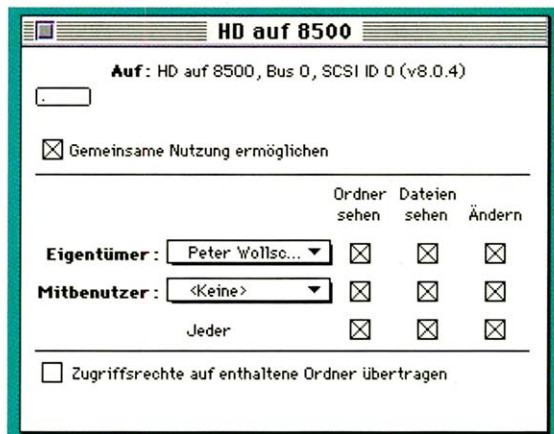 HD auf 8500
Auf: HD auf 8500, Bus 0, SCSI ID 0 (v8.0.4)
Gemeinsame Nutzung ermöglichen
Ordner sehen Dateien sehen Ändern
Eigentümer: Peter Wollsc...
Mitbenutzer: <Keine>
Jeder
Zugriffsrechte auf enthaltene Ordner übertragen